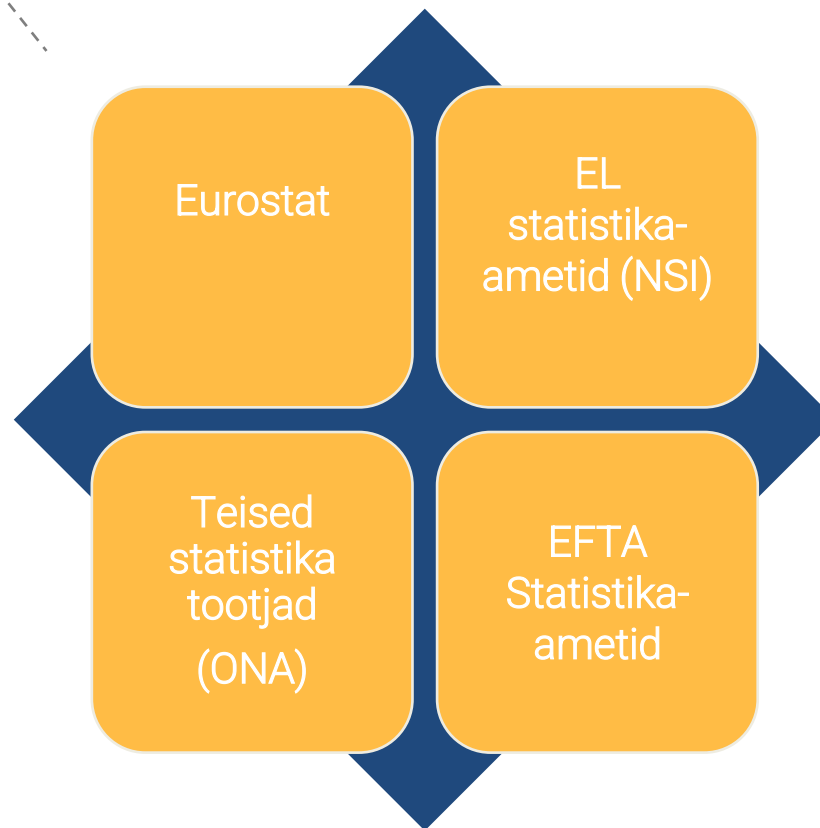 Eurostat
EL
statistika-
ametid (NSI)
Teised
statistika
tootjad
(ONA)
EFTA
Statistika-
ametid